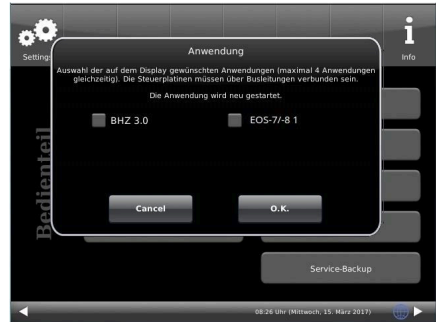 Settings
Info
Anwendung
Auswahl der auf dem Display gewünschten Anwendungen (maximal 4 Anwendungen
gleichzeitig). Die Steuerplatinen müssen über Busleitungen verbunden sein.
Die Anwendung wird neu gestartet.
BHZ 3.0
EOS-7/-8 1
Cancel
O.K.
Bedienteil
Service-Backup
08:26 Uhr (Mittwoch, 15. März 2017)